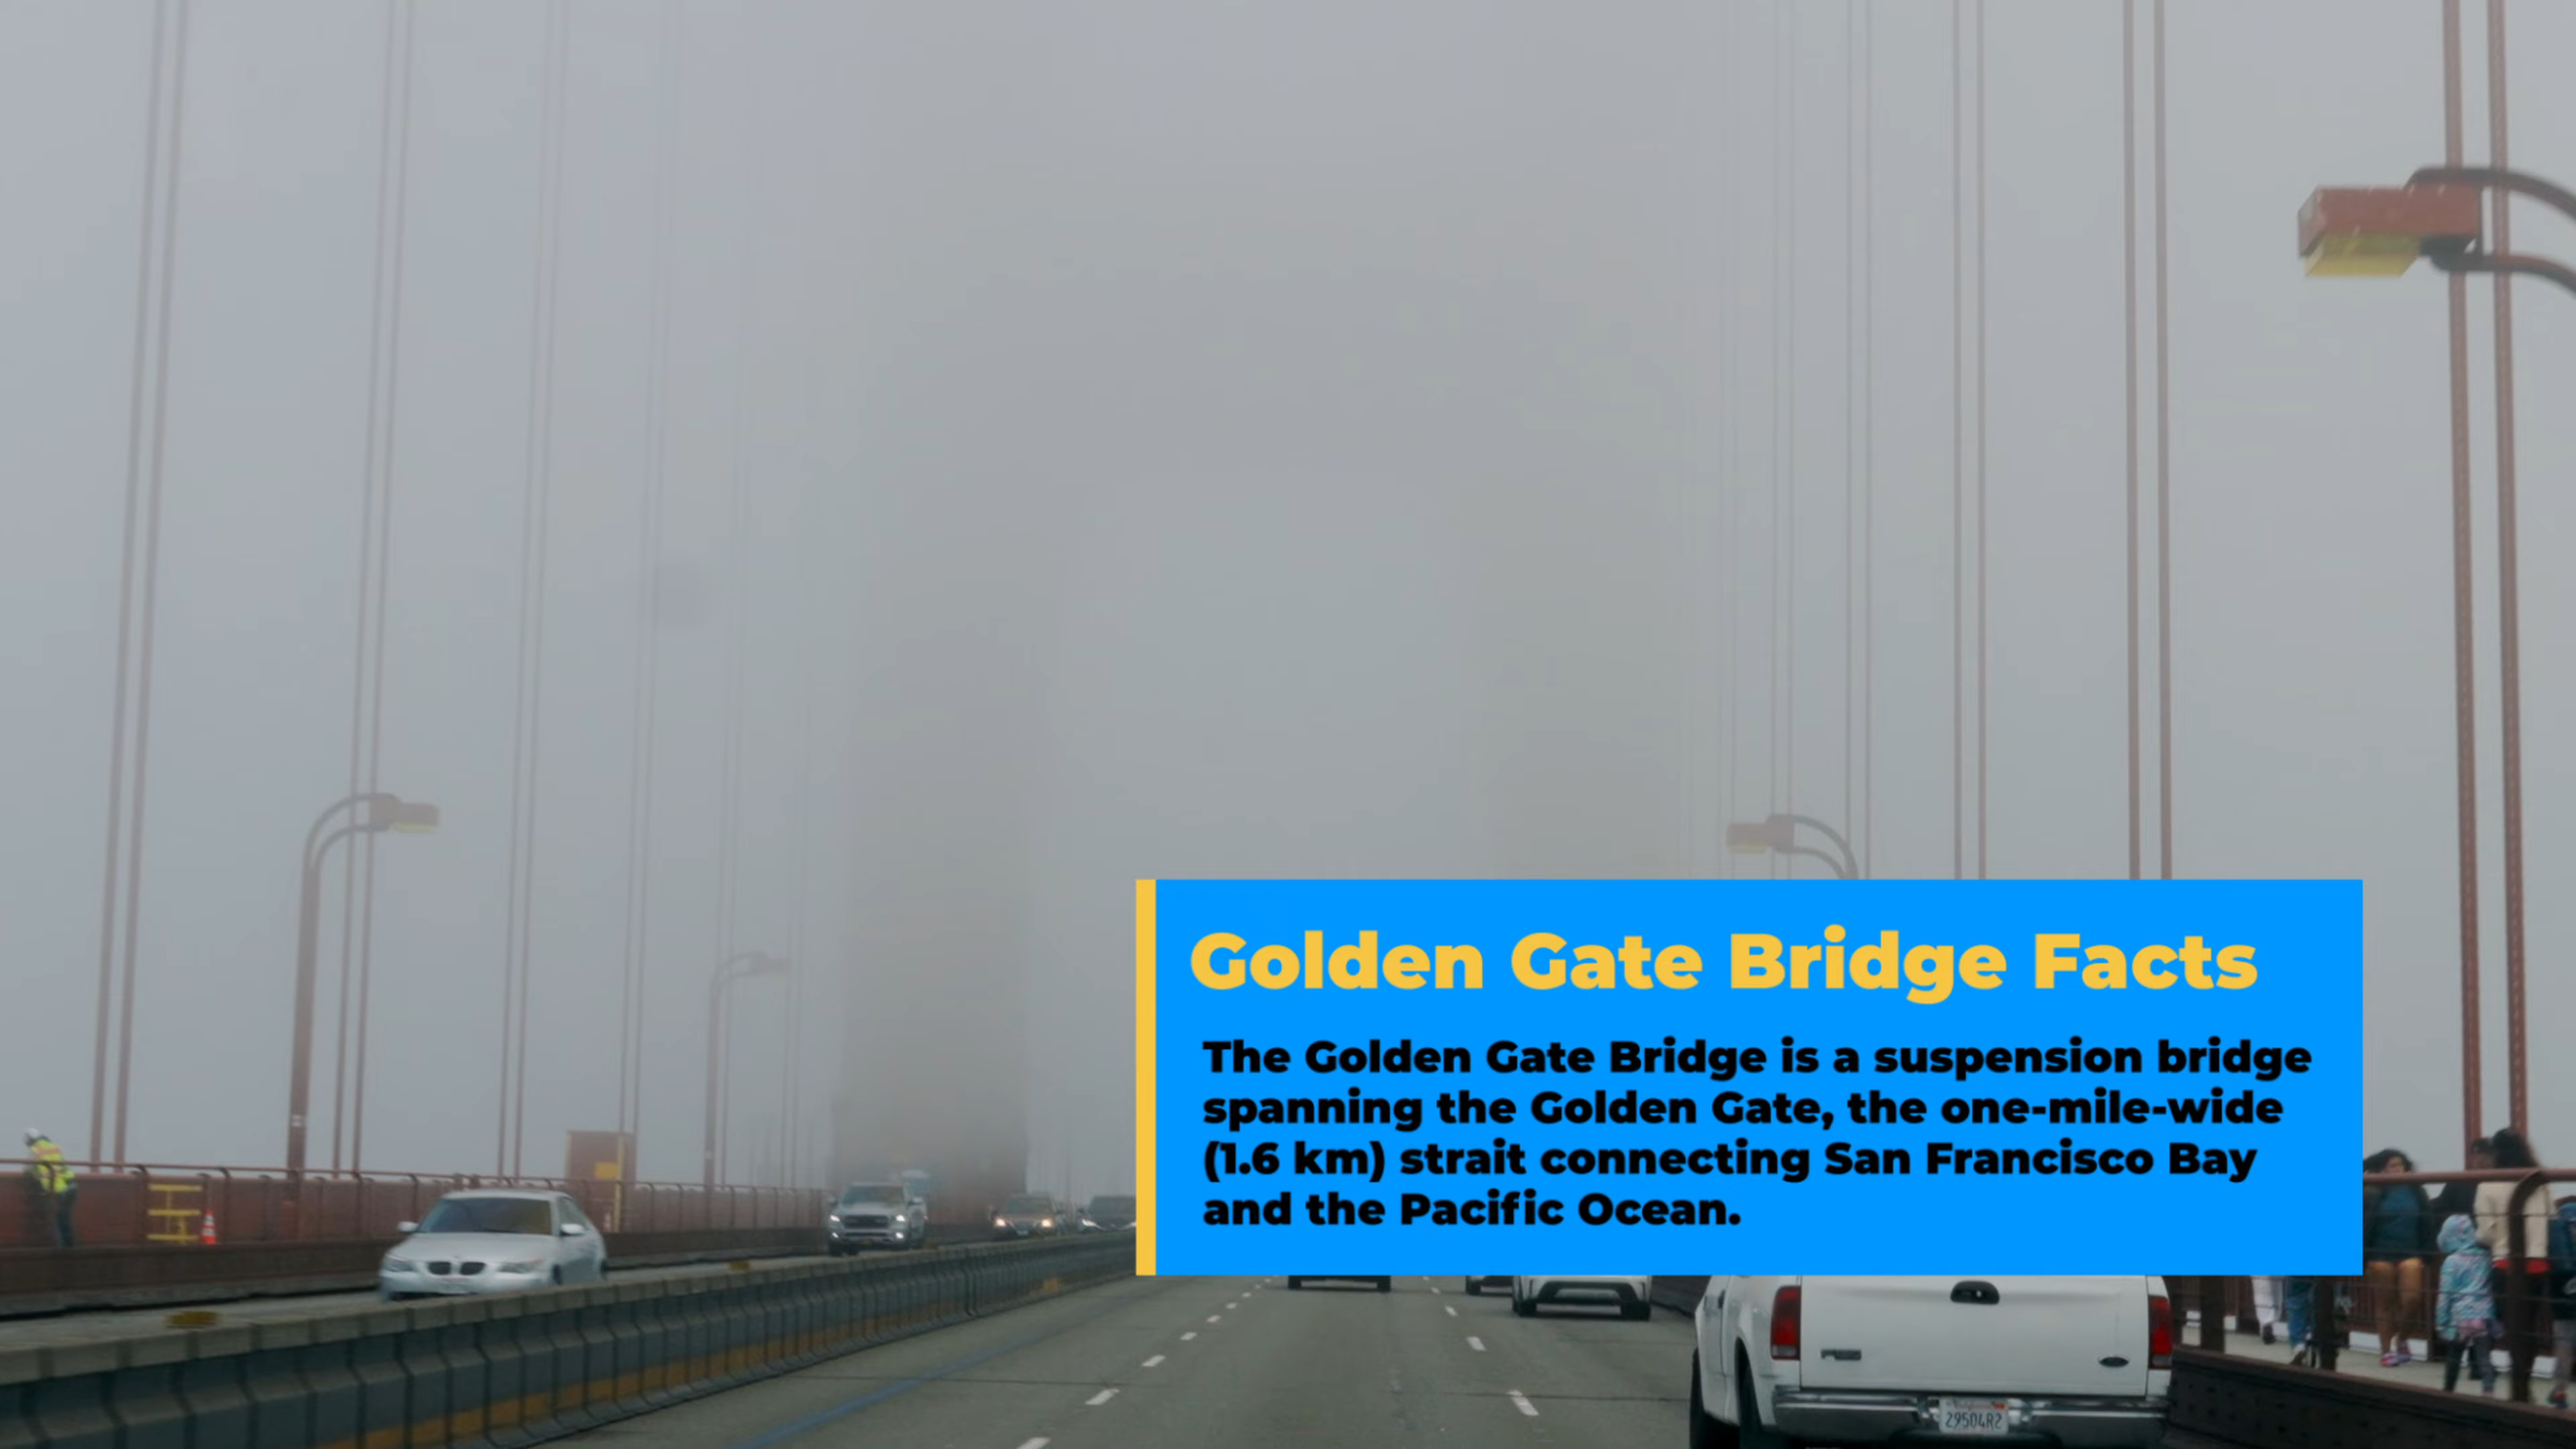 Golden Gate Bridge Facts
The Golden Gate Bridge is a suspension bridge
spanning the Golden Gate, the one-mile-wide
(1.6 km) strait connecting San Francisco Bay
and the Pacific Ocean.
29504R2